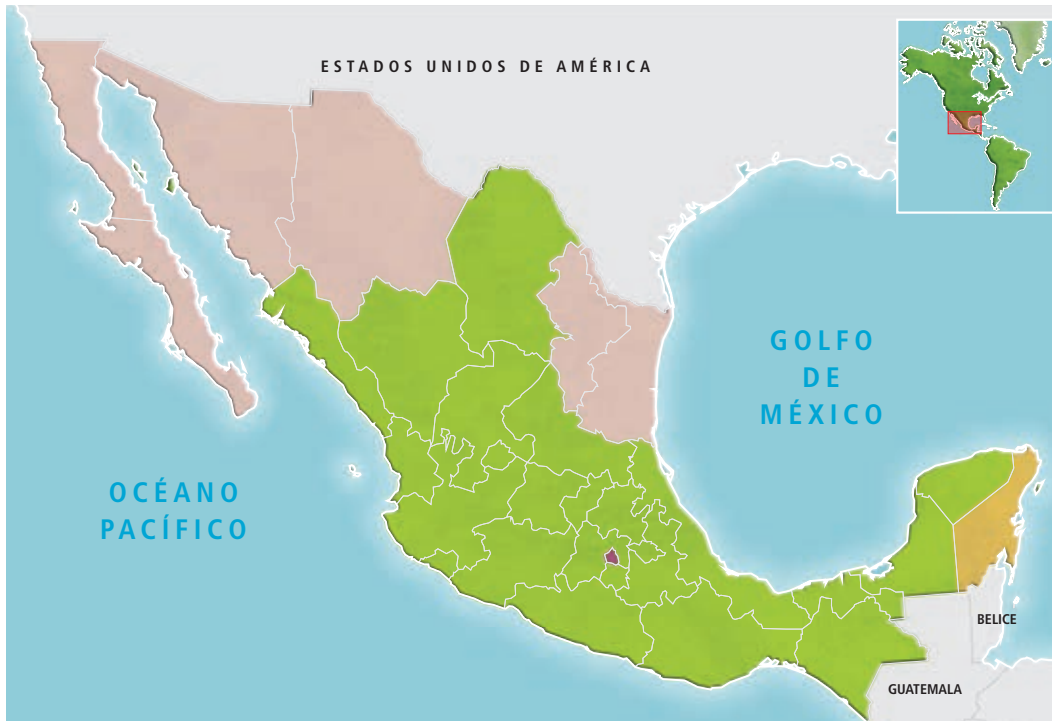 ESTADOS UNIDOS DE AMÉRICA
GOLFO
DE
MÉXICO
OCÉANO
PACÍFICO
BELICE
GUATEMALA